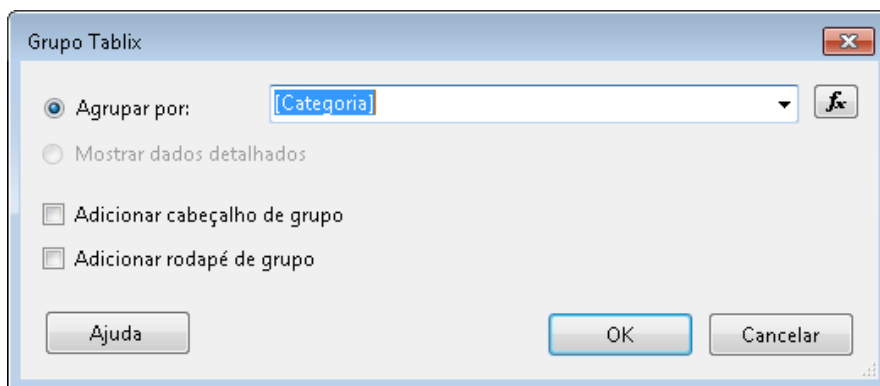 Grupo Tablix
Agrupar por: [Categoria] fx
Mostrar dados detalhados
Adicionar cabeçalho de grupo
Adicionar rodapé de grupo
Ajuda OK Cancelar